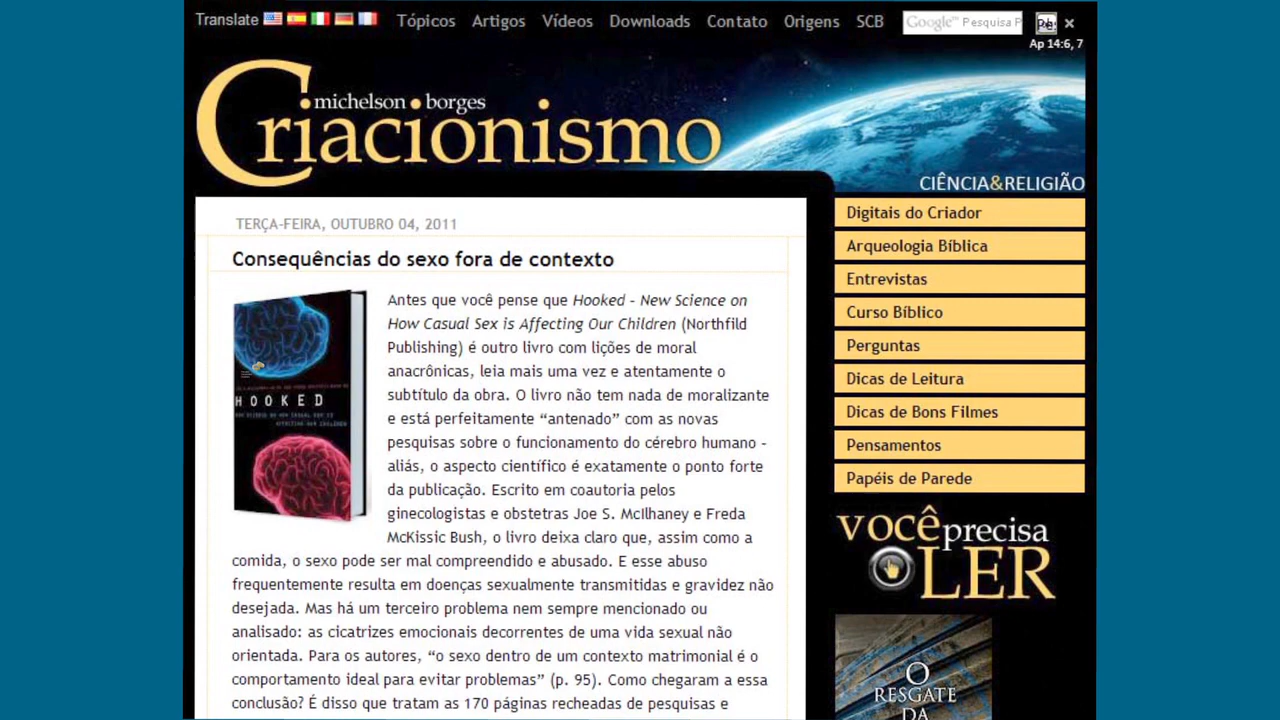 Translate Tópicos Artigos Vídeos Downloads Contato Origens SCB Google™ Pesquisa P ×
Ap 14:6, 7
michelson borges
Criacionismo
CIÊNCIA&RELIGIÃO
TERÇA-FEIRA, OUTUBRO 04, 2011
Consequências do sexo fora de contexto
HOOKED
Antes que você pense que Hooked – New Science on
How Casual Sex is Affecting Our Children (Northfild
Publishing) é outro livro com lições de moral
anacrônicas, leia mais uma vez e atentamente o
subtítulo da obra. O livro não tem nada de moralizante
e está perfeitamente “antenado” com as novas
pesquisas sobre o funcionamento do cérebro humano –
aliás, o aspecto científico é exatamente o ponto forte
da publicação. Escrito em coautoria pelos
ginecologistas e obstetras Joe S. McIlhaney e Freda
McKissic Bush, o livro deixa claro que, assim como a
comida, o sexo pode ser mal compreendido e abusado. E esse abuso
frequentemente resulta em doenças sexualmente transmitidas e gravidez não
desejada. Mas há um terceiro problema nem sempre mencionado ou
analisado: as cicatrizes emocionais decorrentes de uma vida sexual não
orientada. Para os autores, “o sexo dentro de um contexto matrimonial é o
comportamento ideal para evitar problemas” (p. 95). Como chegaram a essa
conclusão? É disso que tratam as 170 páginas recheadas de pesquisas e
Digitais do Criador
Arqueologia Bíblica
Entrevistas
Curso Bíblico
Perguntas
Dicas de Leitura
Dicas de Bons Filmes
Pensamentos
Papéis de Parede
você precisa
LER
O
RESGATE
DA